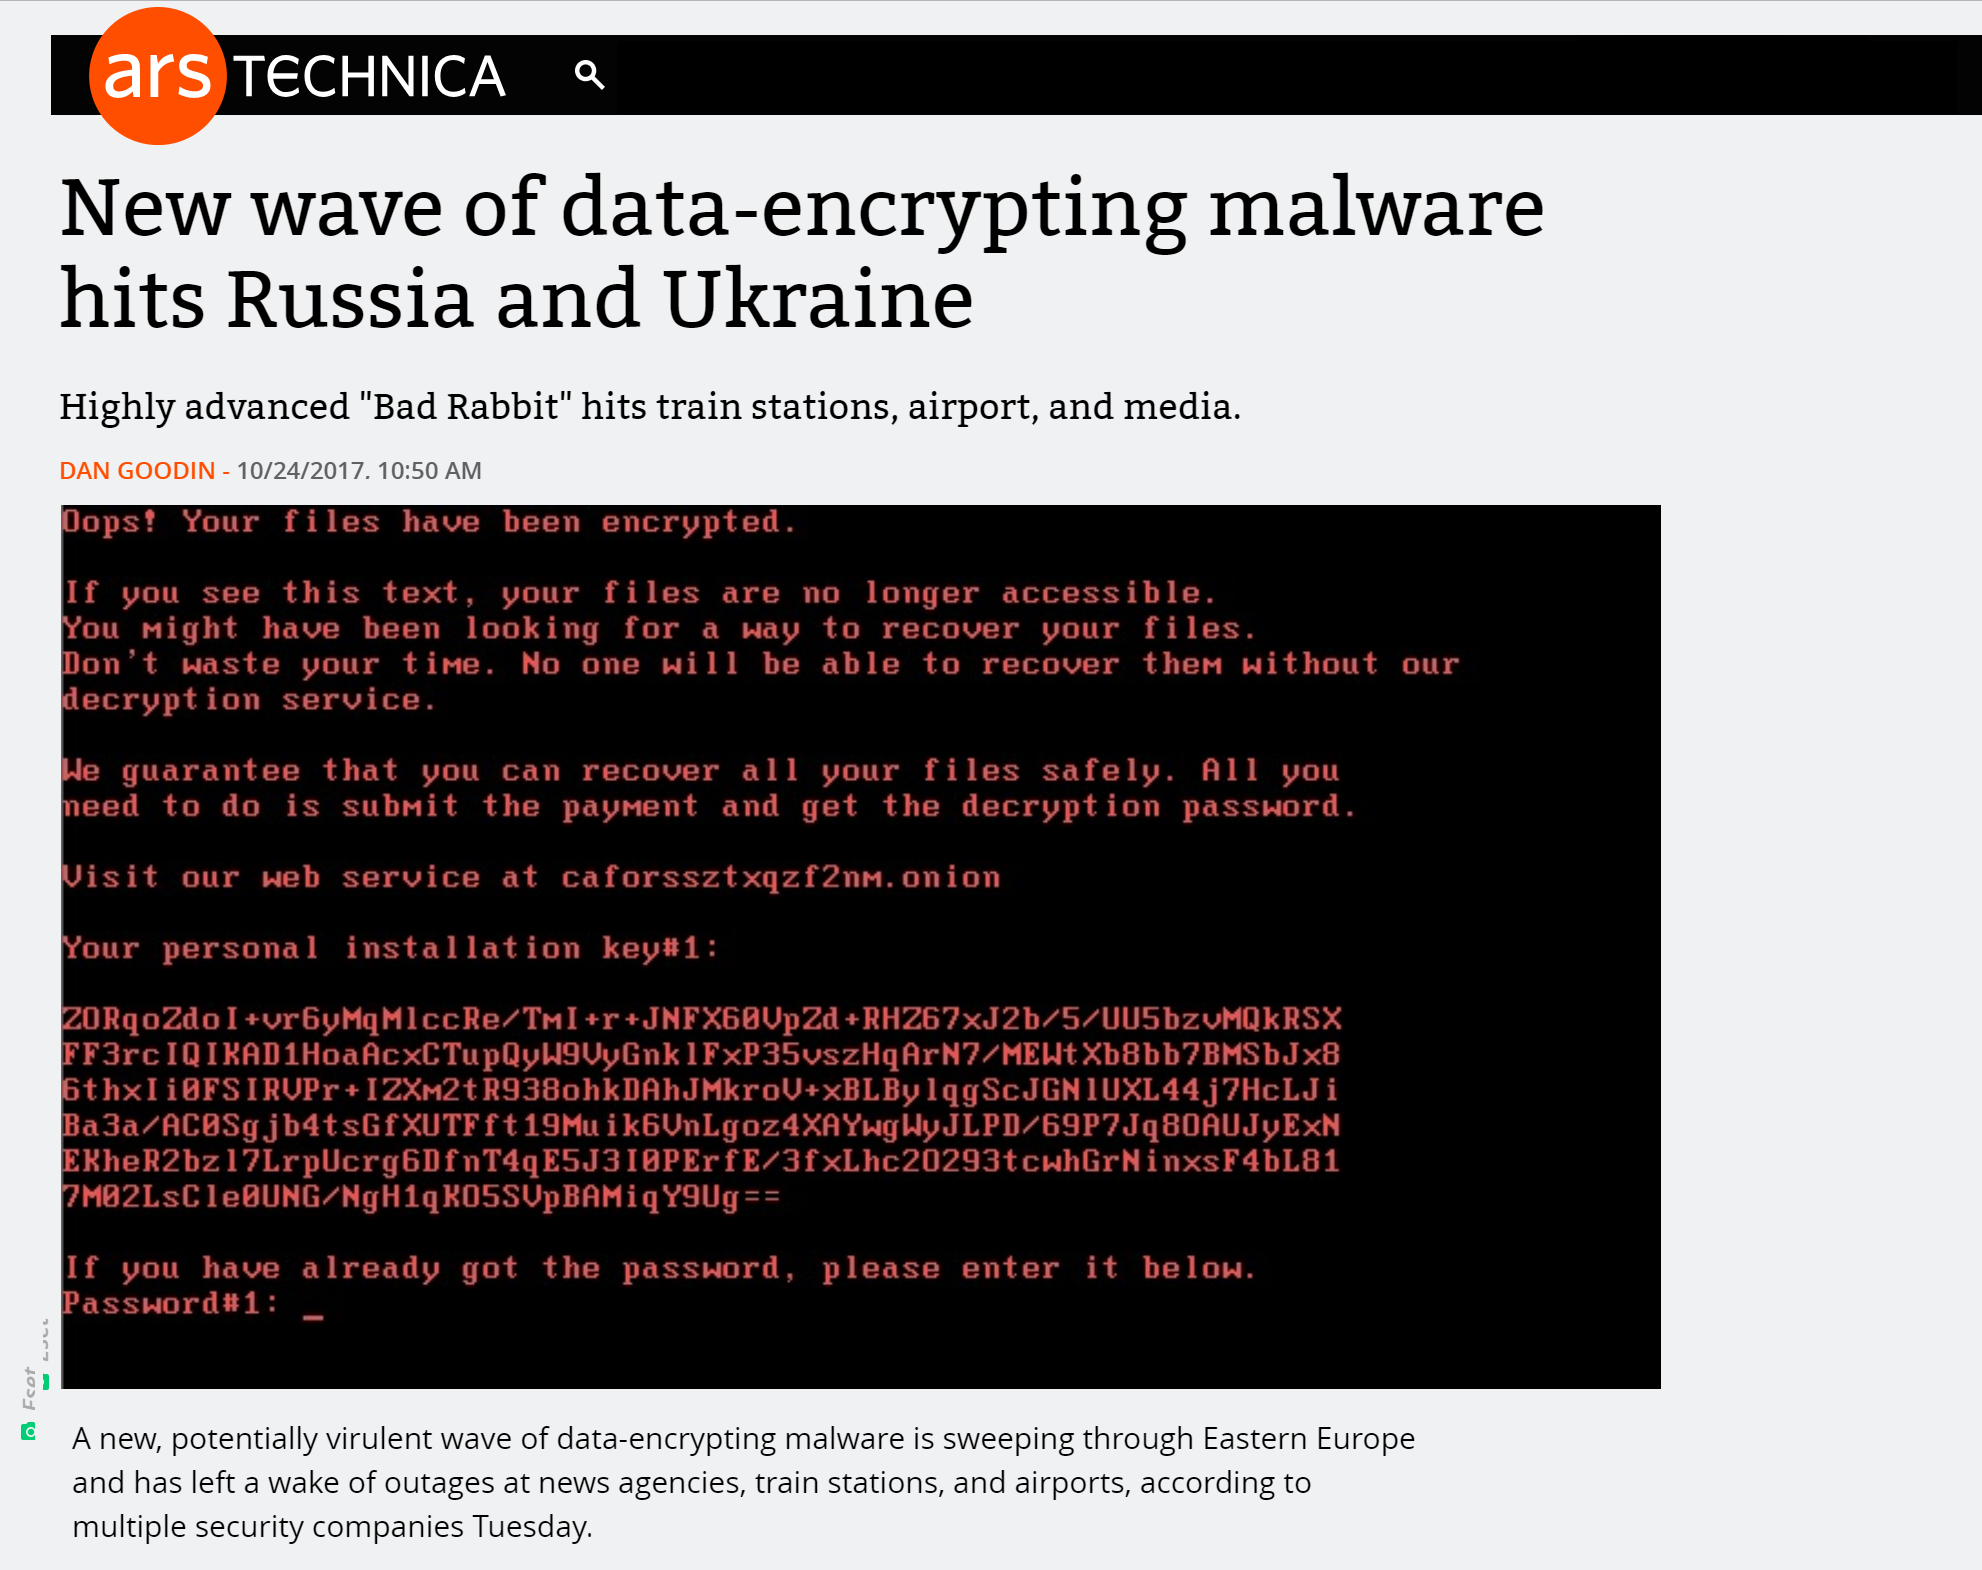 ars TECHNICA
New wave of data-encrypting malware
hits Russia and Ukraine
Highly advanced "Bad Rabbit" hits train stations, airport, and media.
DAN GOODIN - 10/24/2017, 10:50 AM
Oops! Your files have been encrypted.
If you see this text, your files are no longer accessible.
You might have been looking for a way to recover your files.
Don't waste your time. No one will be able to recover them without our
decryption service.
We guarantee that you can recover all your files safely. All you
need to do is submit the payment and get the decryption password.
Visit our web service at caforssztxqzf2nm.onion
Your personal installation key#1:
ZORqoZdoI+vr6yMqMlccRe/TmI+r+JNFX60VpZd+RHZ67xJ2b/5/UU5bzvMQkRSX
FF3rcIQIKAD1HoaAcxCTupQyW9VyGnklFxP35vszHqArN7/MEWtXb8bb7BMSbJx8
6thxIi0FSIRVPr+IZXm2tR938ohkDAhJMkroV+xBLBylqgScJGNlUXL44j7HcLJi
Ba3a/AC0Sgjb4tsGfXUTFft19Muik6VnLgoz4XAYwgWyJLPD/69P7Jq8OAUJyExN
EKheR2bzl7LrpUcrg6DfnT4qE5J3I0PErfE/3fxLhc2O293tcwhGrNinxsF4bL81
7M02LsCle0UNG/NgH1qKO5SVpBAMiqY9Ug==
If you have already got the password, please enter it below.
Password#1: _
Eset
A new, potentially virulent wave of data-encrypting malware is sweeping through Eastern Europe
and has left a wake of outages at news agencies, train stations, and airports, according to
multiple security companies Tuesday.